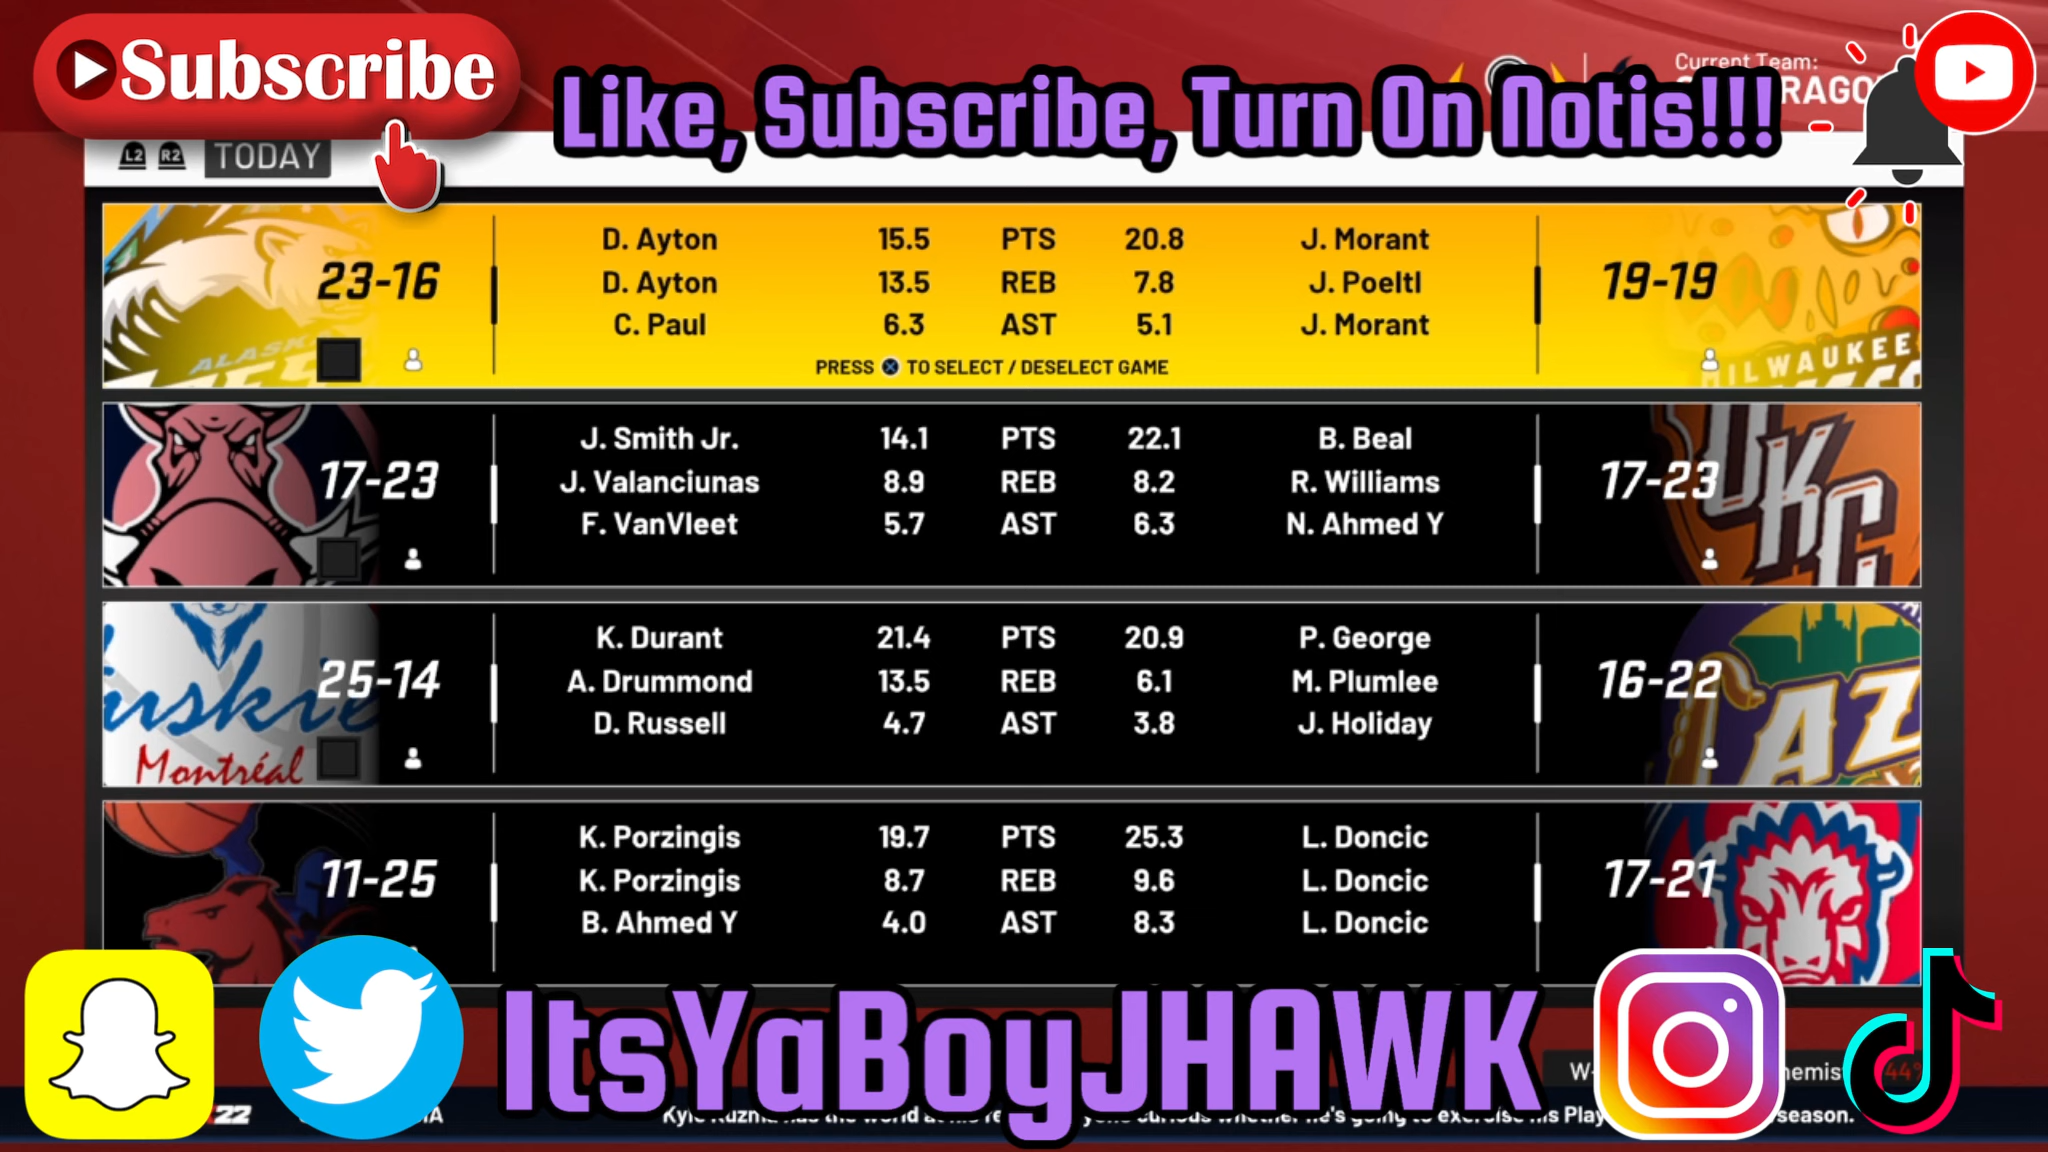 Subscribe
Like, Subscribe, Turn On Notis!!!
Current Team:
L2 R2 TODAY
23-16
D. Ayton 15.5 PTS 20.8 J. Morant
D. Ayton 13.5 REB 7.8 J. Poeltl
C. Paul 6.3 AST 5.1 J. Morant
19-19
PRESS TO SELECT / DESELECT GAME
MILWAUKEE
17-23
J. Smith Jr. 14.1 PTS 22.1 B. Beal
J. Valanciunas 8.9 REB 8.2 R. Williams
F. VanVleet 5.7 AST 6.3 N. Ahmed Y
17-23
OKC
25-14
K. Durant 21.4 PTS 20.9 P. George
A. Drummond 13.5 REB 6.1 M. Plumlee
D. Russell 4.7 AST 3.8 J. Holiday
16-22
Montréal
11-25
K. Porzingis 19.7 PTS 25.3 L. Doncic
K. Porzingis 8.7 REB 9.6 L. Doncic
B. Ahmed Y 4.0 AST 8.3 L. Doncic
17-21
ItsYaBoyJHAWK
22
season.